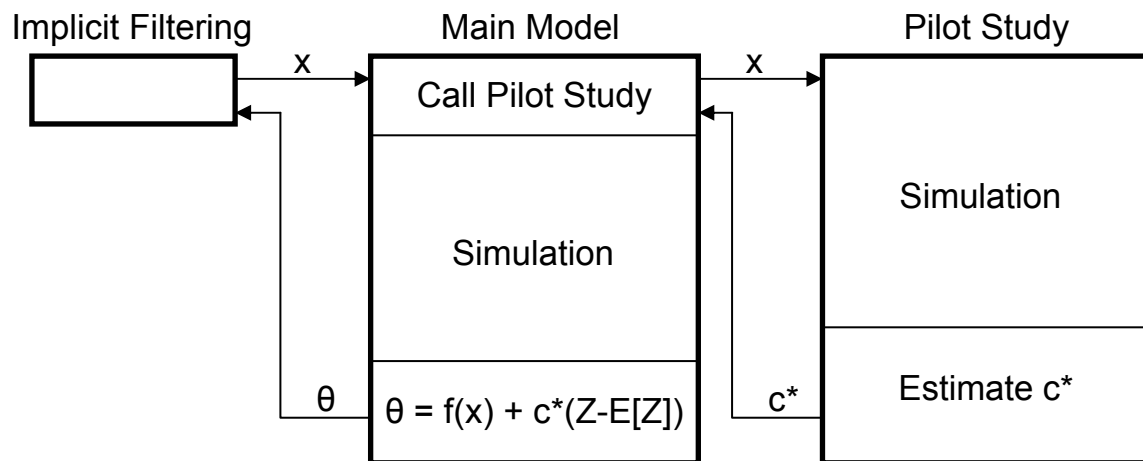 Implicit Filtering
Main Model
Pilot Study
x
Call Pilot Study
x
Simulation
Simulation
θ
θ = f(x) + c*(Z-E[Z])
c*
Estimate c*